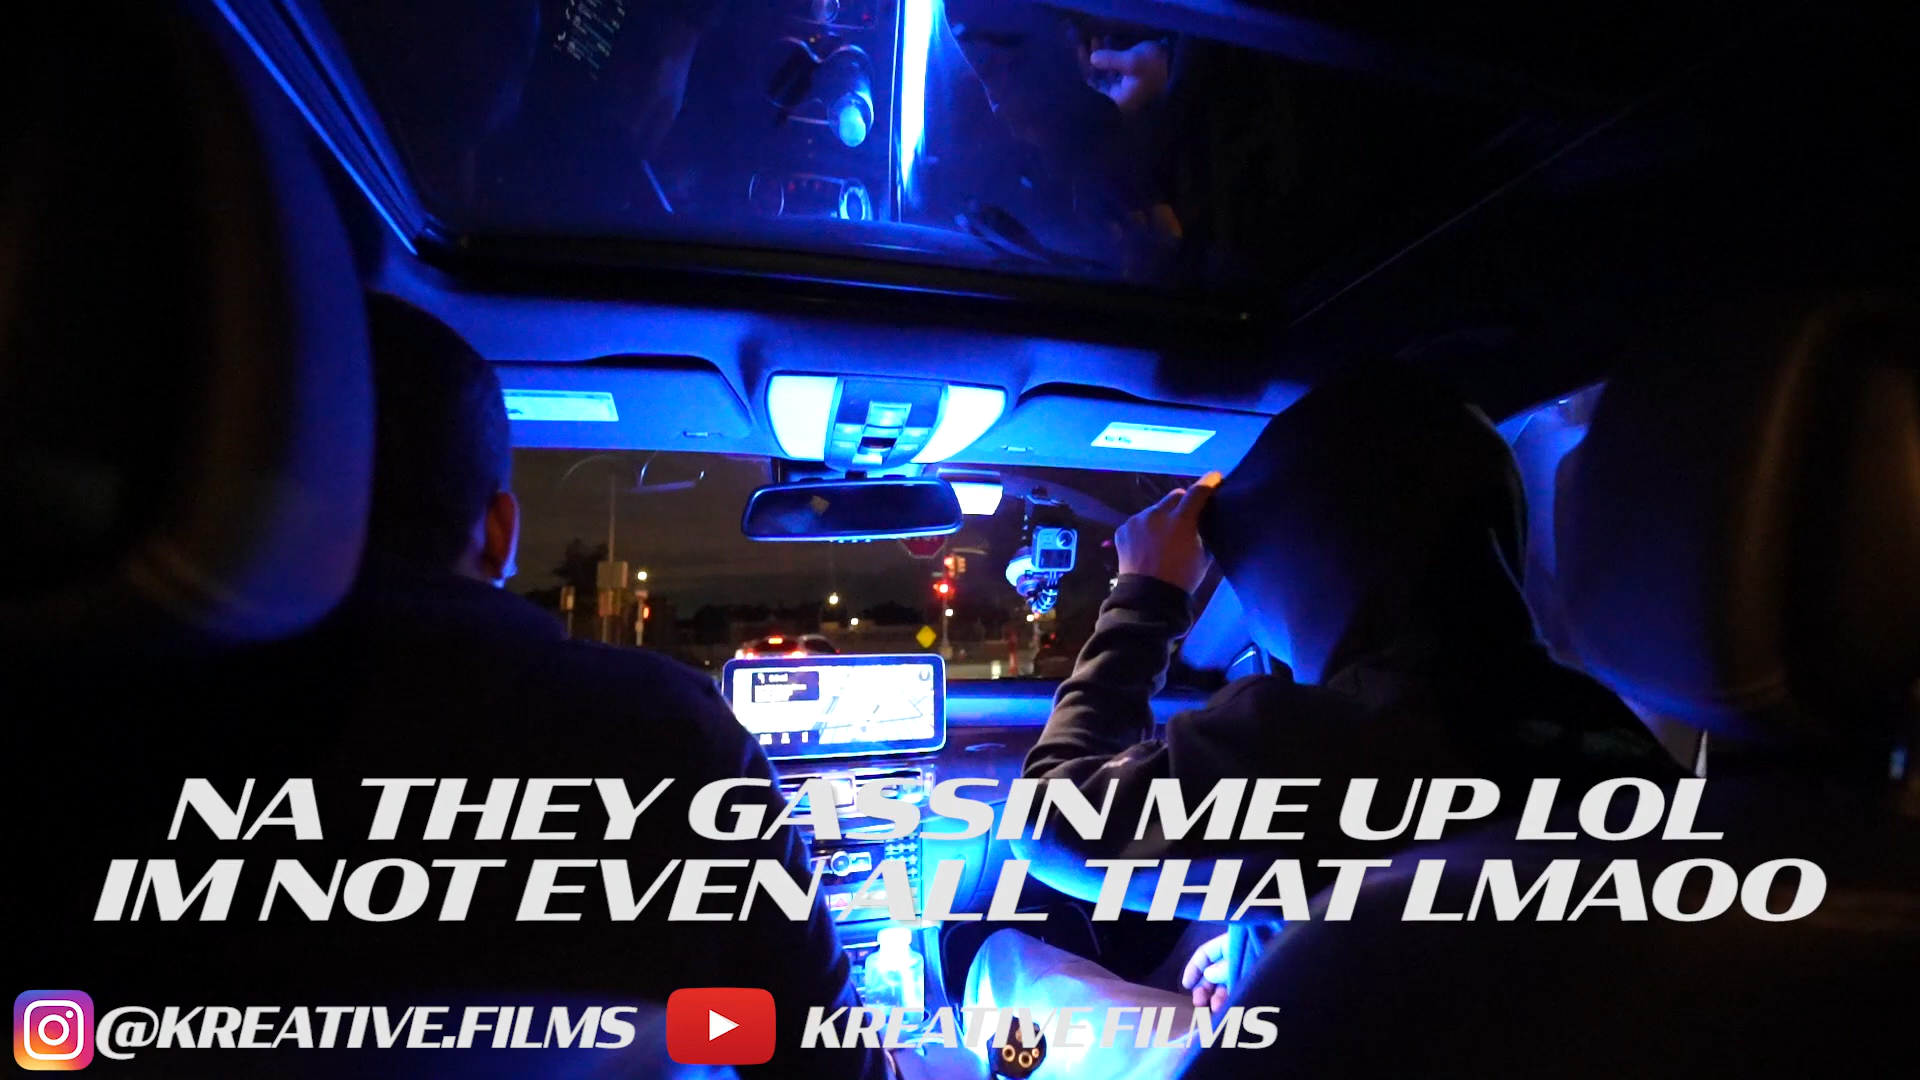 NA THEY GASSIN ME UP LOL
IM NOT EVEN ALL THAT LMAOO
@KREATIVE.FILMS
KREATIVE FILMS